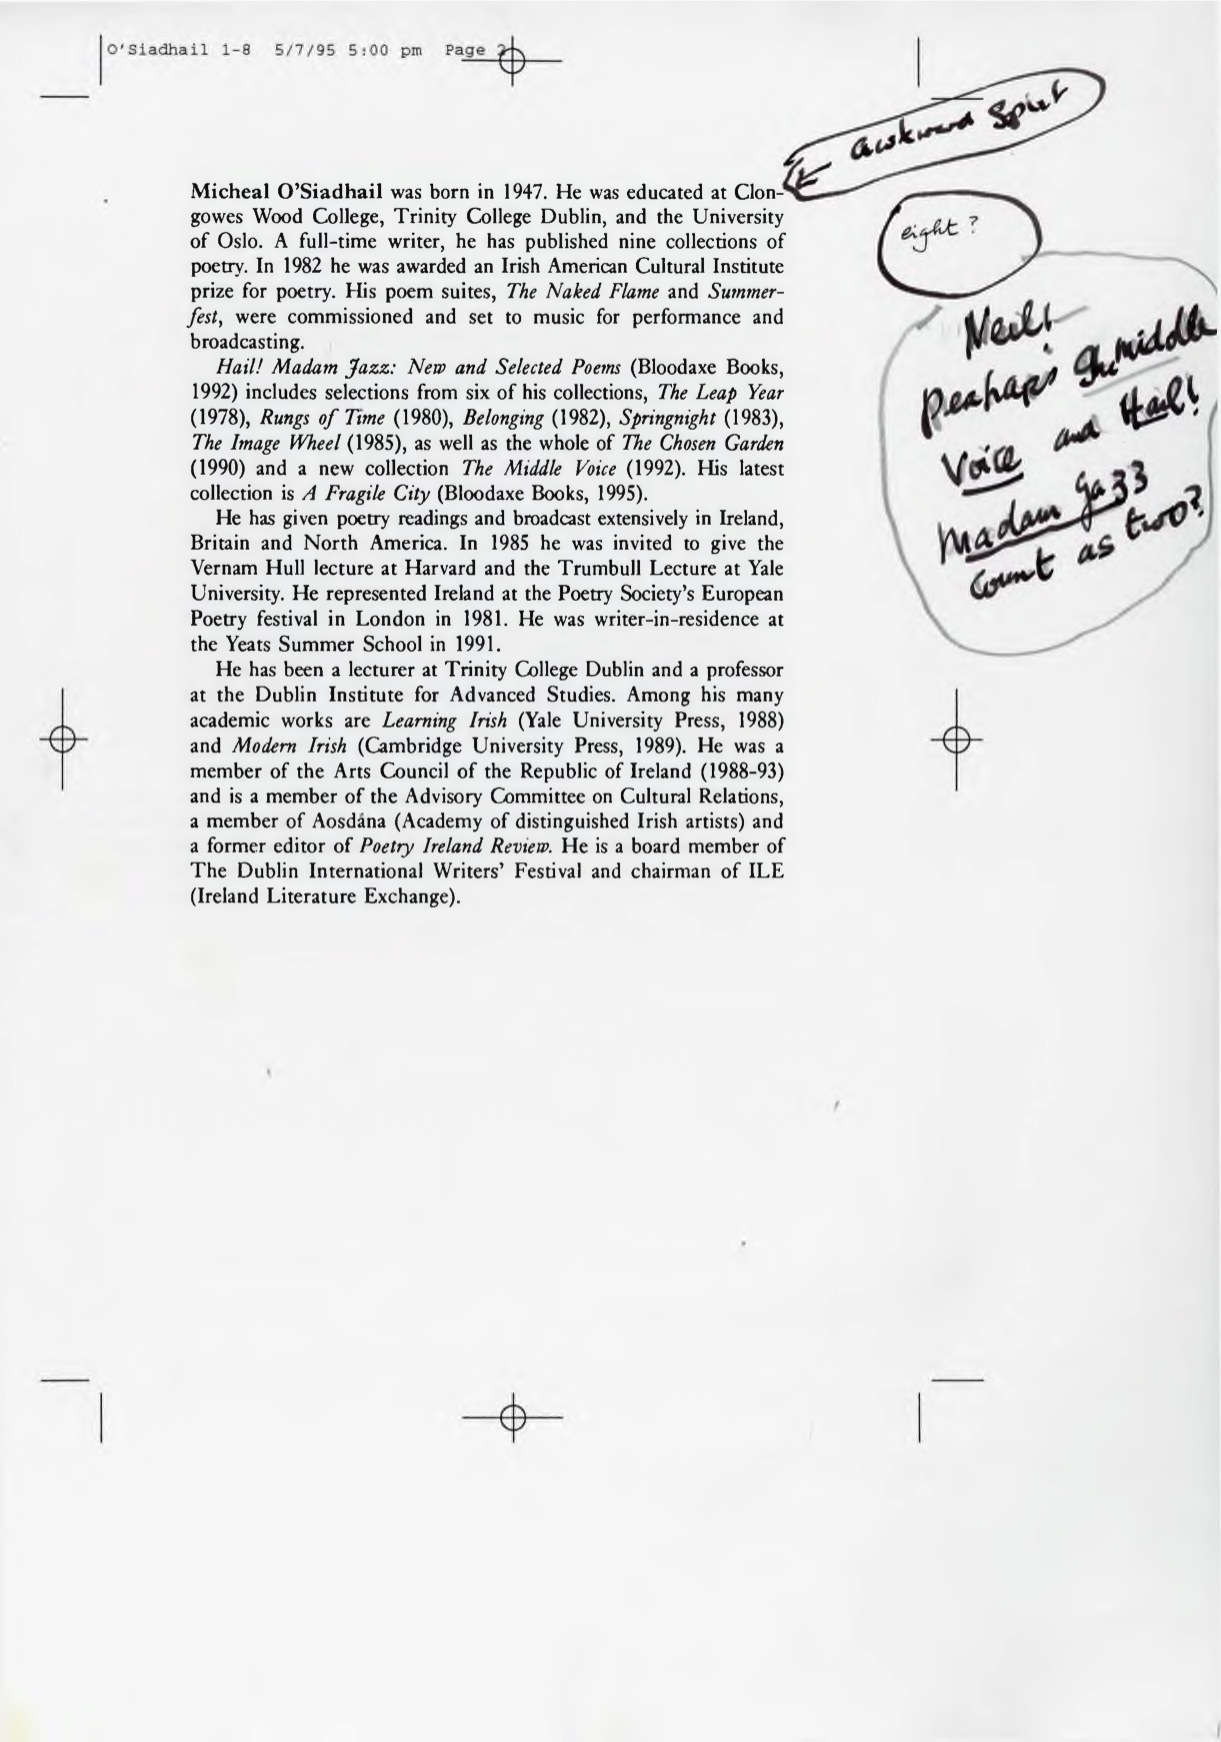 O'Siadhail 1-8 5/7/95 5:00 pm Page 2
awkward Spirit
Micheal O'Siadhail was born in 1947. He was educated at Clon-
gowes Wood College, Trinity College Dublin, and the University
of Oslo. A full-time writer, he has published nine collections of
poetry. In 1982 he was awarded an Irish American Cultural Institute
prize for poetry. His poem suites, The Naked Flame and Summer-
fest, were commissioned and set to music for performance and
broadcasting.
Hail! Madam Jazz: New and Selected Poems (Bloodaxe Books,
1992) includes selections from six of his collections, The Leap Year
(1978), Rungs of Time (1980), Belonging (1982), Springnight (1983),
The Image Wheel (1985), as well as the whole of The Chosen Garden
(1990) and a new collection The Middle Voice (1992). His latest
collection is A Fragile City (Bloodaxe Books, 1995).
He has given poetry readings and broadcast extensively in Ireland,
Britain and North America. In 1985 he was invited to give the
Vernam Hull lecture at Harvard and the Trumbull Lecture at Yale
University. He represented Ireland at the Poetry Society's European
Poetry festival in London in 1981. He was writer-in-residence at
the Yeats Summer School in 1991.
He has been a lecturer at Trinity College Dublin and a professor
at the Dublin Institute for Advanced Studies. Among his many
academic works are Learning Irish (Yale University Press, 1988)
and Modern Irish (Cambridge University Press, 1989). He was a
member of the Arts Council of the Republic of Ireland (1988-93)
and is a member of the Advisory Committee on Cultural Relations,
a member of Aosdána (Academy of distinguished Irish artists) and
a former editor of Poetry Ireland Review. He is a board member of
The Dublin International Writers' Festival and chairman of ILE
(Ireland Literature Exchange).
eight?
Neil!
perhaps The Middle
Voice and Hail!
Madam Jazz
count as two?